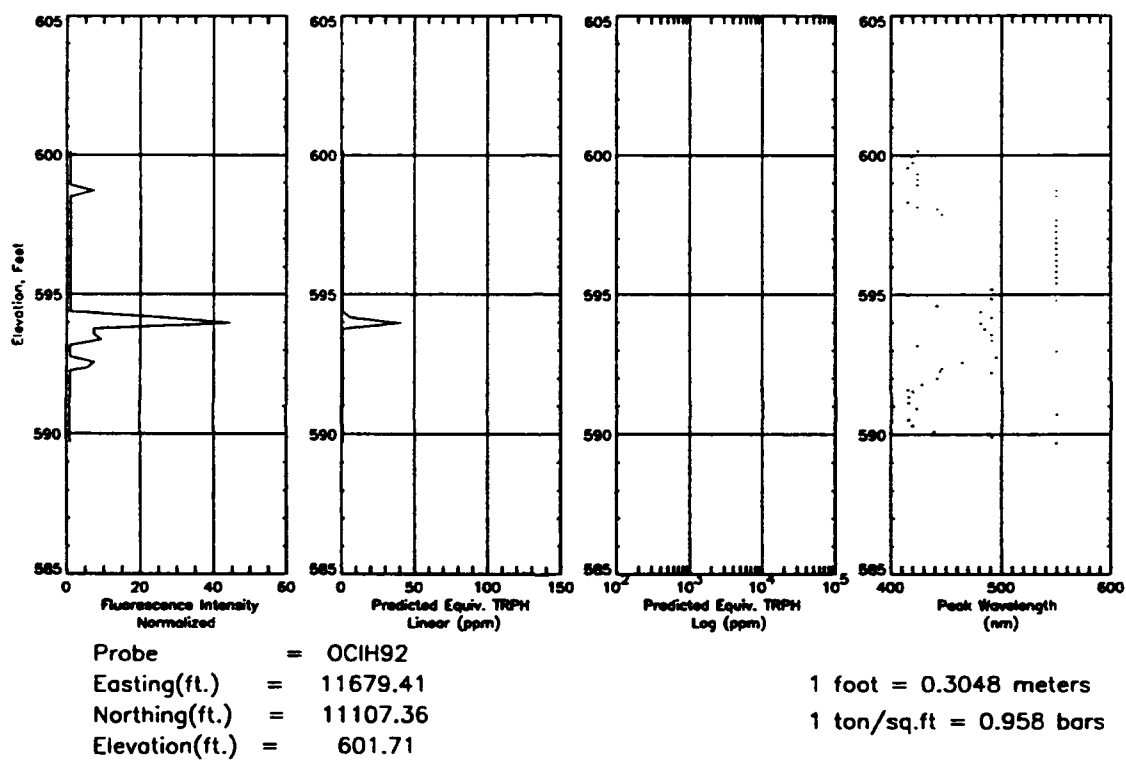 605
600
595
590
585
Elevation, Feet
0 20 40 60
Fluorescence Intensity
Normalized
605
600
595
590
585
0 50 100 150
Predicted Equiv. TRPH
Linear (ppm)
605
600
595
590
585
10^2 10^3 10^4 10^5
Predicted Equiv. TRPH
Log (ppm)
605
600
595
590
585
400 500 600
Peak Wavelength
(nm)
Probe = OCIH92
Easting(ft.) = 11679.41
Northing(ft.) = 11107.36
Elevation(ft.) = 601.71
1 foot = 0.3048 meters
1 ton/sq.ft = 0.958 bars